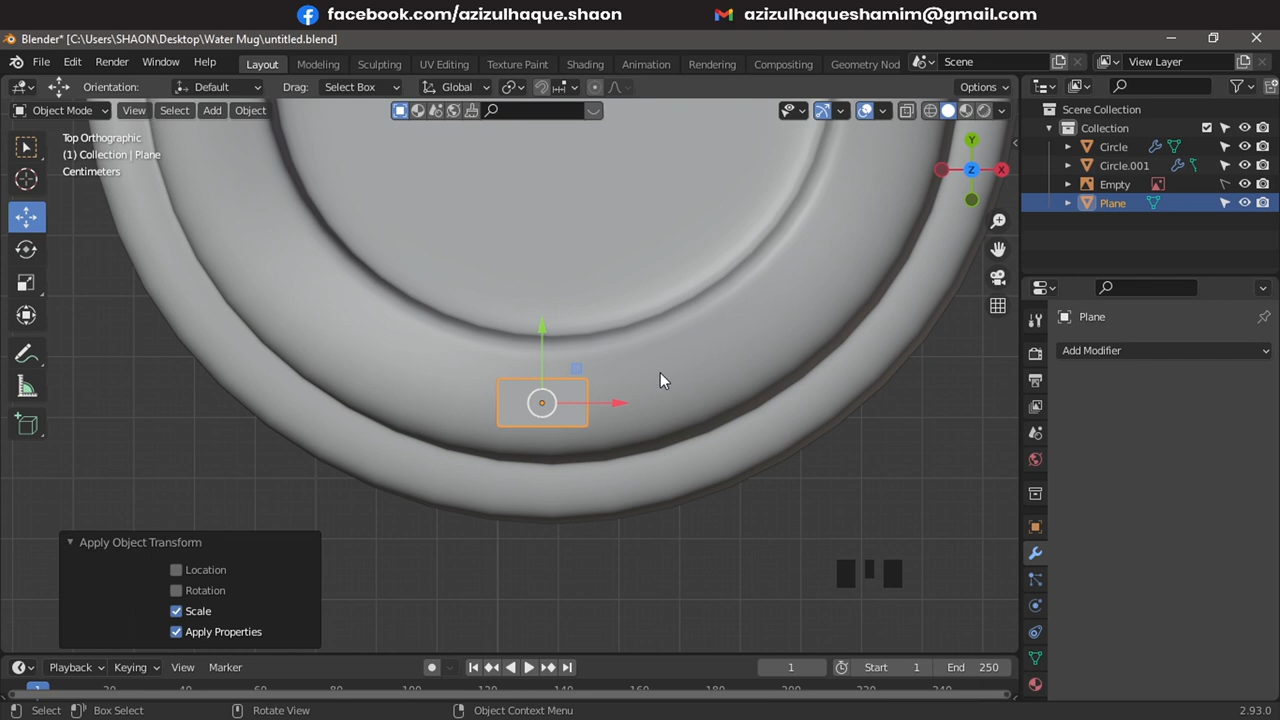 facebook.com/azizulhaque.shaon azizulhaqueshamim@gmail.com
Blender* [C:\Users\SHAON\Desktop\Water Mug\untitled.blend]
File Edit Render Window Help Layout Modeling Sculpting UV Editing Texture Paint Shading Animation Rendering Compositing Geometry Nod Scene View Layer
Orientation: Default Drag: Select Box Global Options
Object Mode View Select Add Object
Scene Collection
Collection
Circle
Circle.001
Empty
Plane
Top Orthographic
(1) Collection | Plane
Centimeters
Y
Z
X
Plane
Add Modifier
Apply Object Transform
Location
Rotation
Scale
Apply Properties
Playback Keying View Marker 1 Start 1 End 250
1
Select Box Select Rotate View Object Context Menu 2.93.0